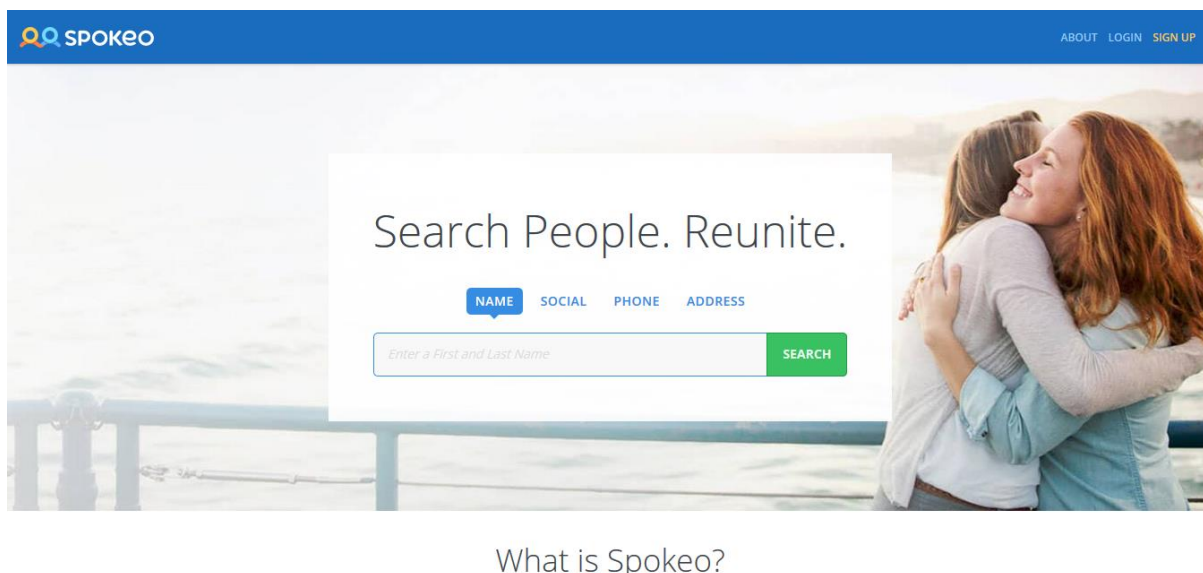 SPOKEO
ABOUT LOGIN SIGN UP
Search People. Reunite.
NAME SOCIAL PHONE ADDRESS
Enter a First and Last Name SEARCH
What is Spokeo?